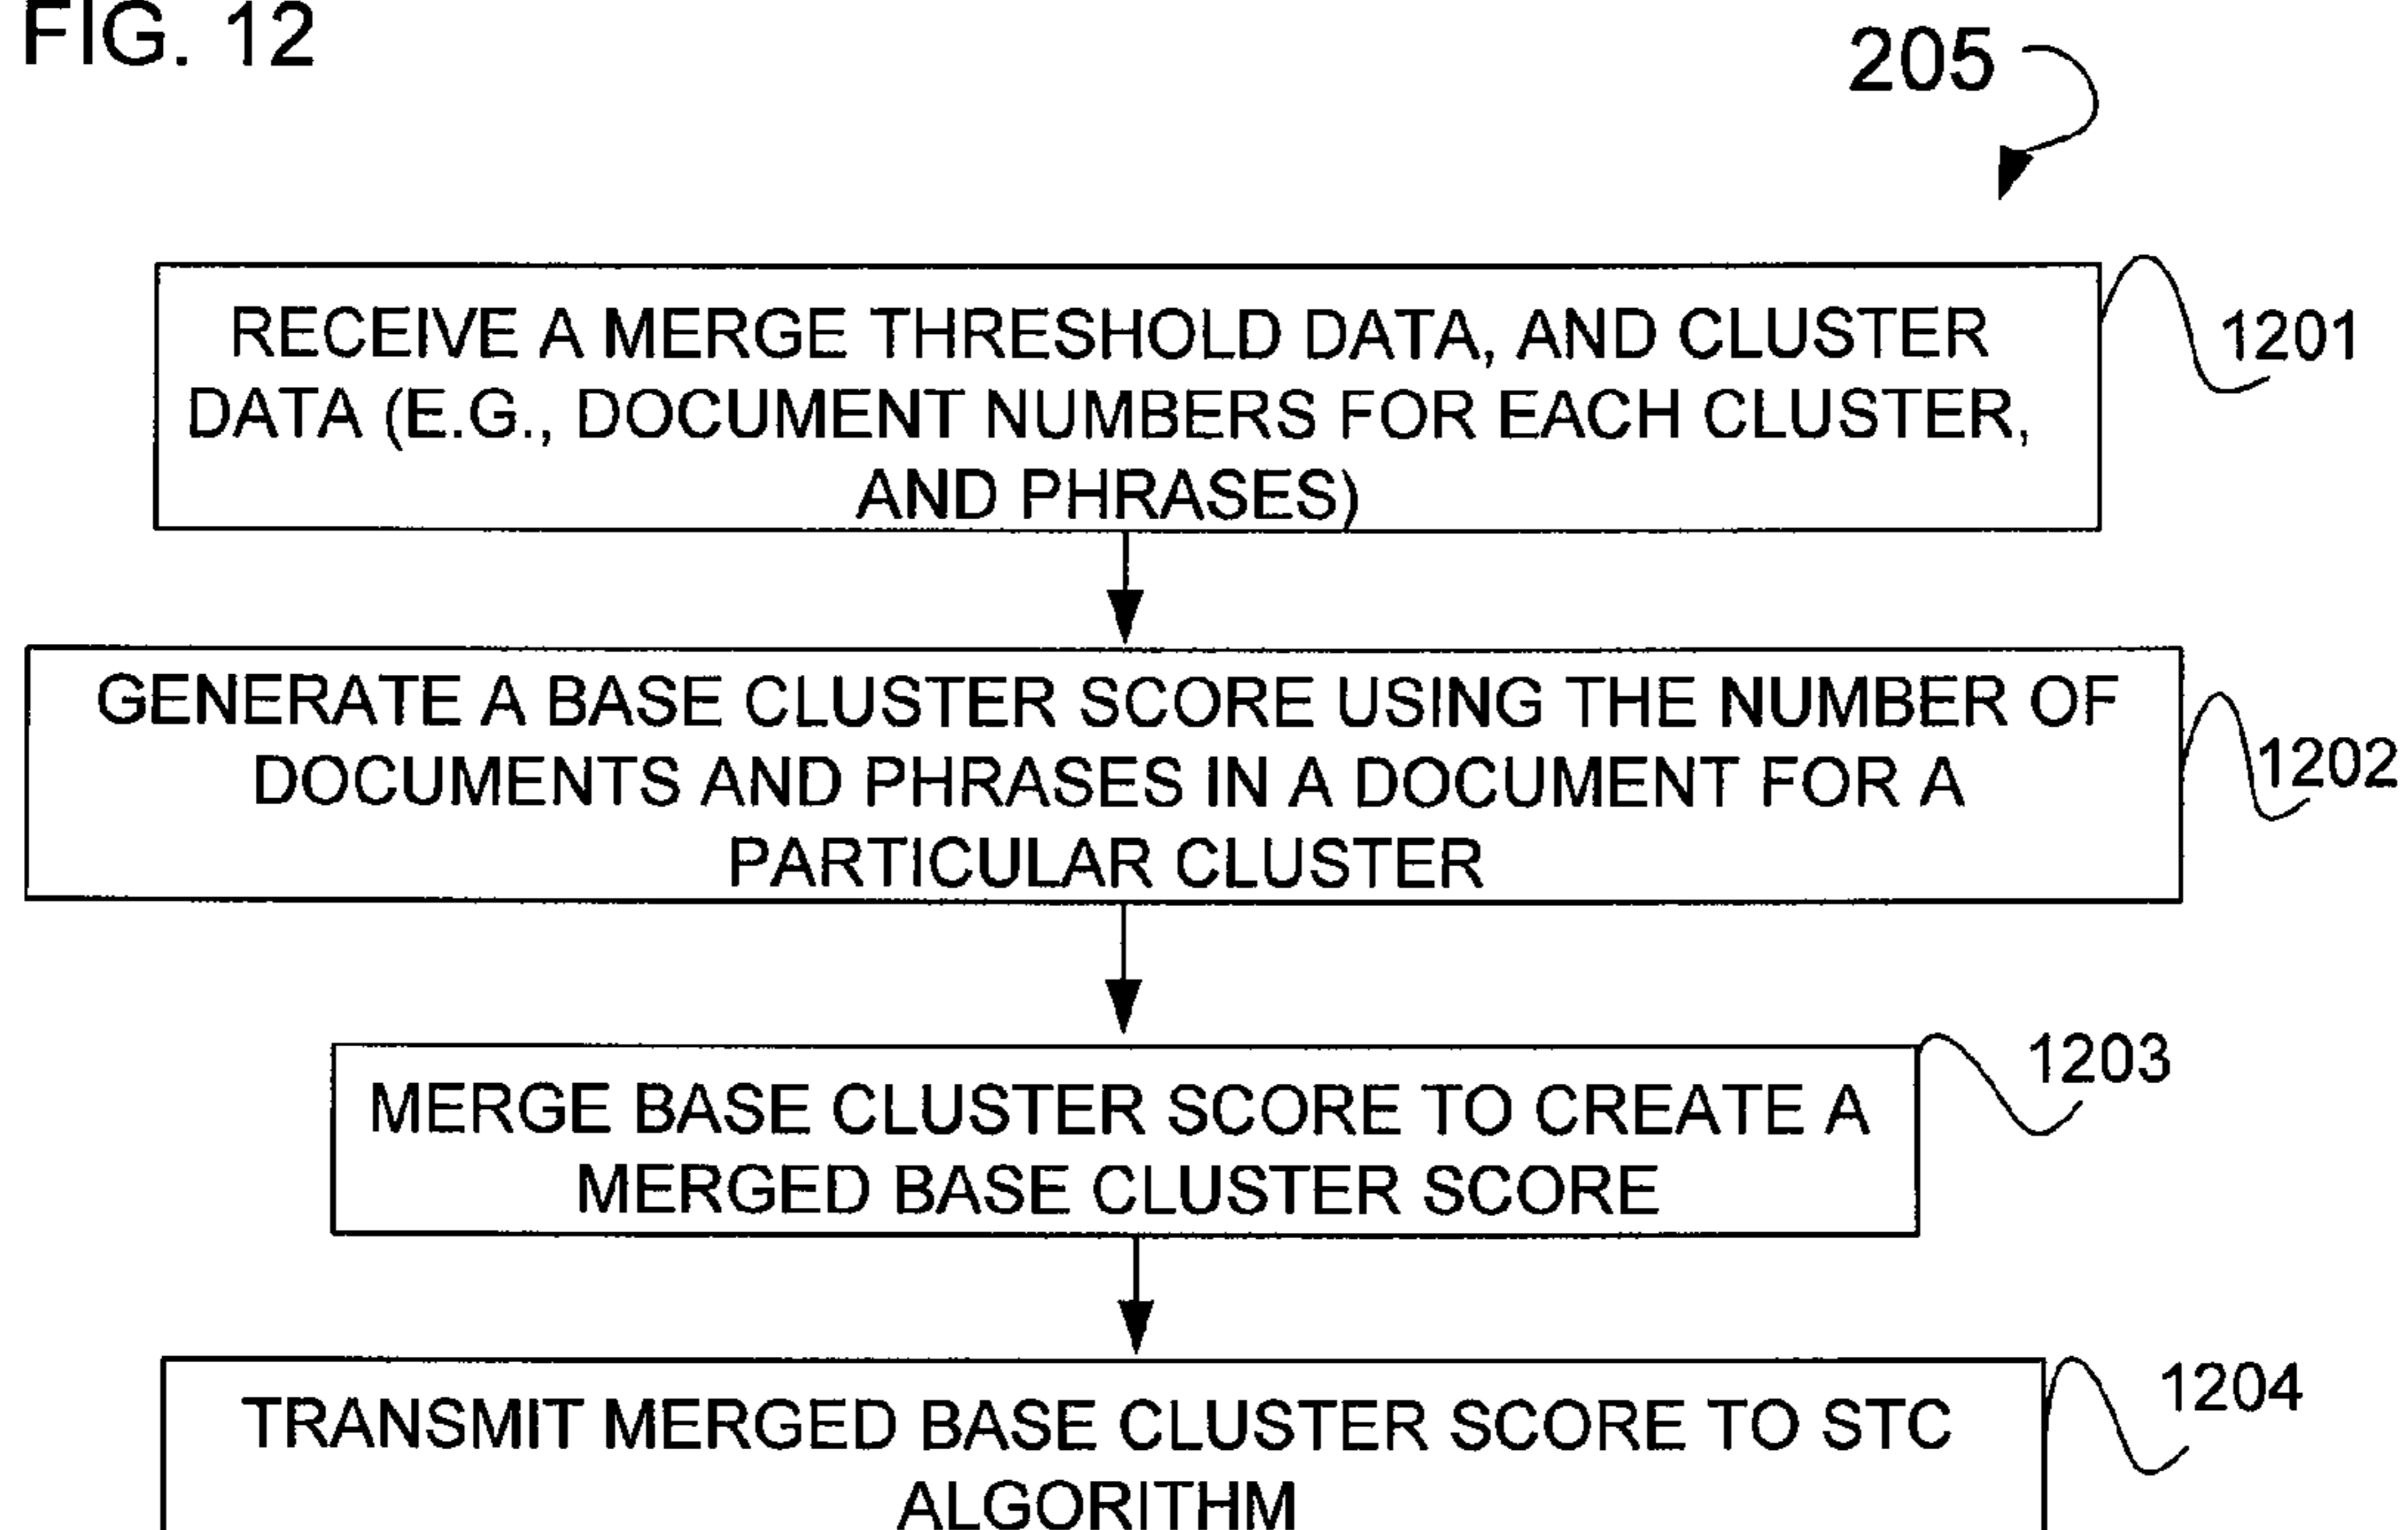 FIG. 12
205
RECEIVE A MERGE THRESHOLD DATA, AND CLUSTER
DATA (E.G., DOCUMENT NUMBERS FOR EACH CLUSTER,
AND PHRASES)
1201
GENERATE A BASE CLUSTER SCORE USING THE NUMBER OF
DOCUMENTS AND PHRASES IN A DOCUMENT FOR A
PARTICULAR CLUSTER
1202
MERGE BASE CLUSTER SCORE TO CREATE A
MERGED BASE CLUSTER SCORE
1203
TRANSMIT MERGED BASE CLUSTER SCORE TO STC
ALGORITHM
1204